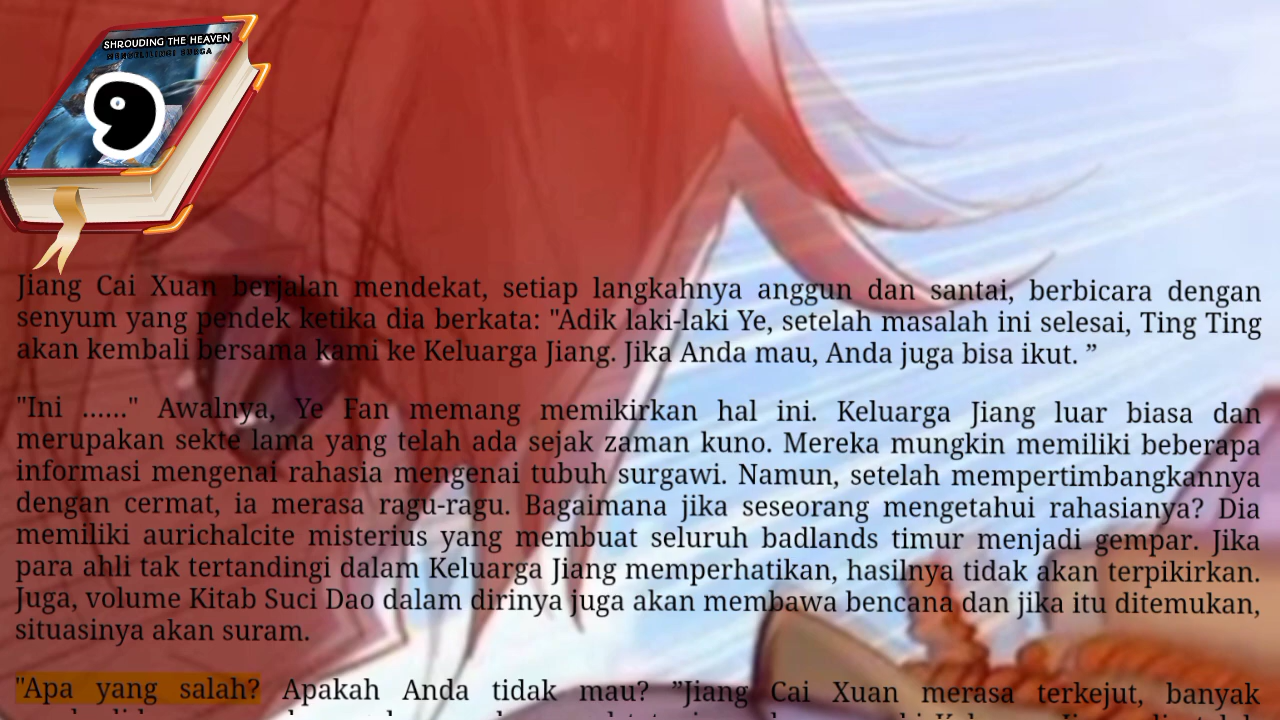 SHROUDING THE HEAVEN
9
Jiang Cai Xuan berjalan mendekat, setiap langkahnya anggun dan santai, berbicara dengan
senyum yang pendek ketika dia berkata: "Adik laki-laki Ye, setelah masalah ini selesai, Ting Ting
akan kembali bersama kami ke Keluarga Jiang. Jika Anda mau, Anda juga bisa ikut. ”
"Ini ……" Awalnya, Ye Fan memang memikirkan hal ini. Keluarga Jiang luar biasa dan
merupakan sekte lama yang telah ada sejak zaman kuno. Mereka mungkin memiliki beberapa
informasi mengenai rahasia mengenai tubuh surgawi. Namun, setelah mempertimbangkannya
dengan cermat, ia merasa ragu-ragu. Bagaimana jika seseorang mengetahui rahasianya? Dia
memiliki aurichalcite misterius yang membuat seluruh badlands timur menjadi gempar. Jika
para ahli tak tertandingi dalam Keluarga Jiang memperhatikan, hasilnya tidak akan terpikirkan.
Juga, volume Kitab Suci Dao dalam dirinya juga akan membawa bencana dan jika itu ditemukan,
situasinya akan suram.
"Apa yang salah? Apakah Anda tidak mau? ”Jiang Cai Xuan merasa terkejut, banyak